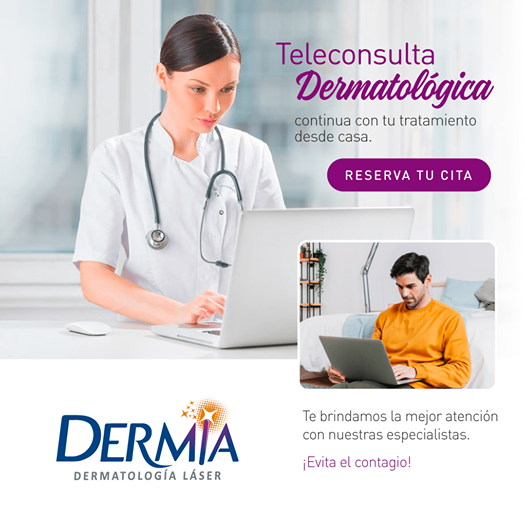 Teleconsulta
Dermatológica
continua con tu tratamiento
desde casa.
RESERVA TU CITA
Te brindamos la mejor atención
con nuestras especialistas.
¡Evita el contagio!
DERMIA
DERMATOLOGÍA LÁSER